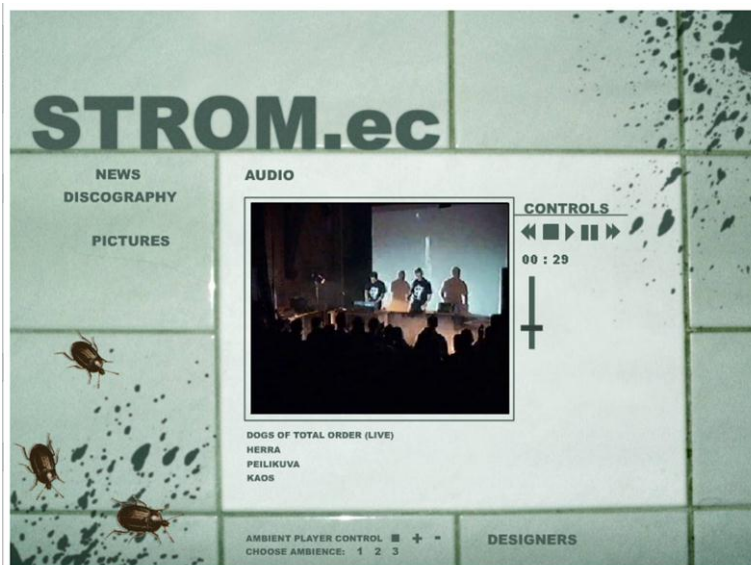 STROM.ec
NEWS
DISCOGRAPHY
PICTURES
AUDIO
CONTROLS
00 : 29
DOGS OF TOTAL ORDER (LIVE)
HERRA
PEILIKUVA
KAOS
AMBIENT PLAYER CONTROL + -
CHOOSE AMBIENCE: 1 2 3
DESIGNERS